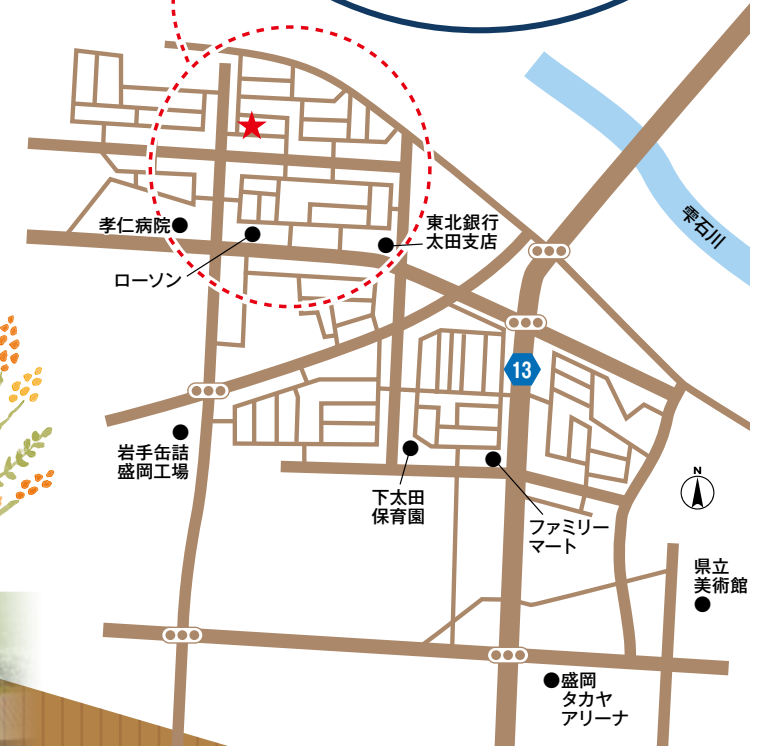 孝仁病院
ローソン
東北銀行
太田支店
雫石川
13
岩手缶詰
盛岡工場
下太田
保育園
ファミリー
マート
N
県立
美術館
盛岡
タカヤ
アリーナ